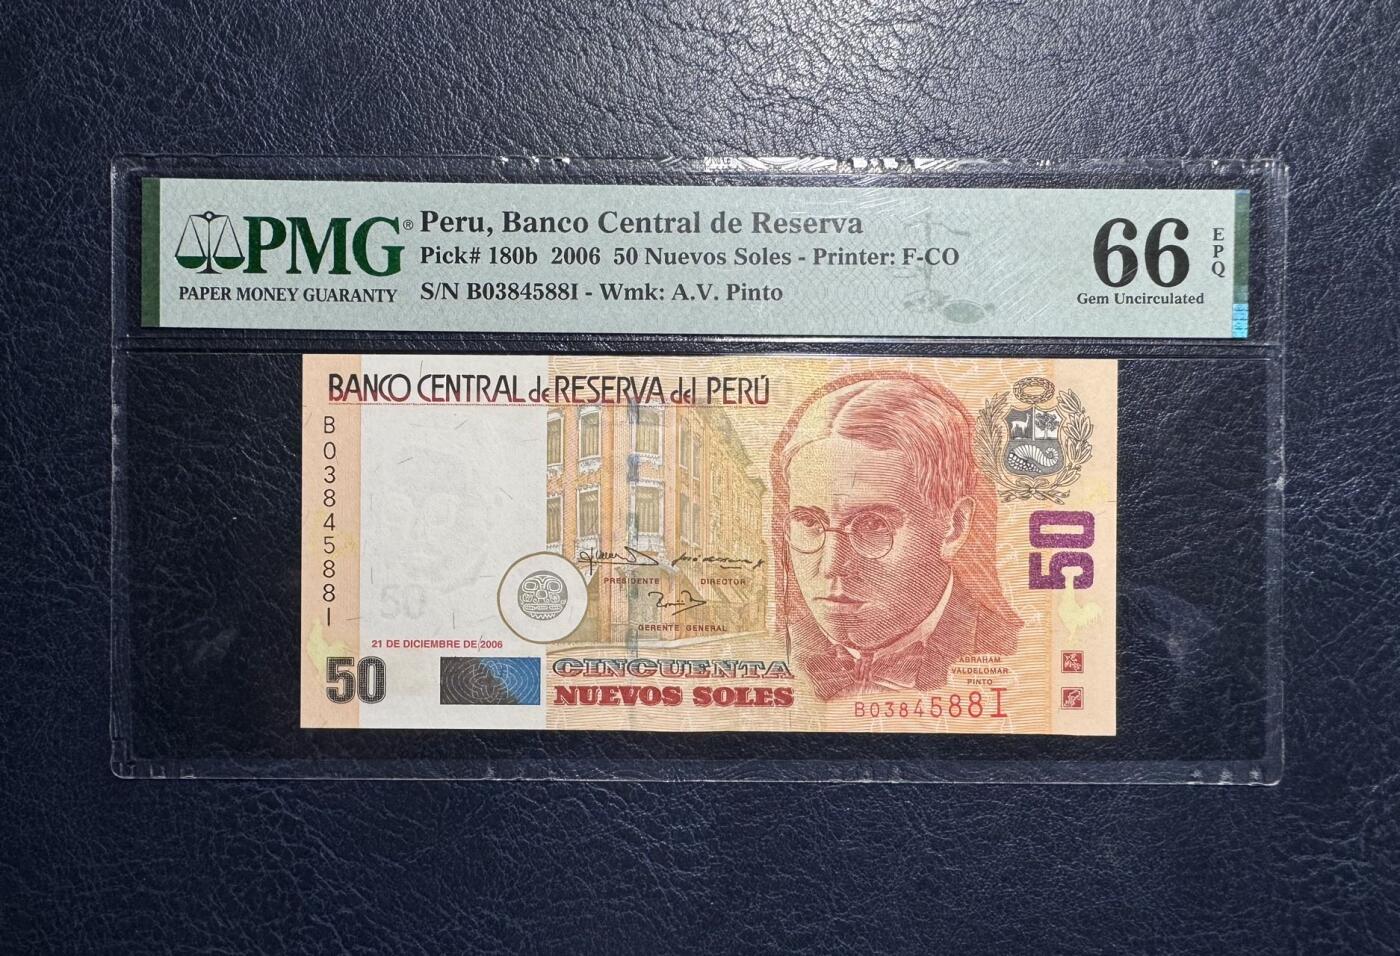 PMG®
PAPER MONEY GUARANTY
Peru, Banco Central de Reserva
Pick# 180b 2006 50 Nuevos Soles - Printer: F-CO
S/N B0384588I - Wmk: A.V. Pinto
66
EPQ
Gem Uncirculated
BANCO CENTRAL de RESERVA del PERÚ
B0384588I
50
PRESIDENTE
DIRECTOR
GERENTE GENERAL
21 DE DICIEMBRE DE 2006
50
CINCUENTA
NUEVOS SOLES
50
ABRAHAM
VALDELOMAR
PINTO
B0384588I